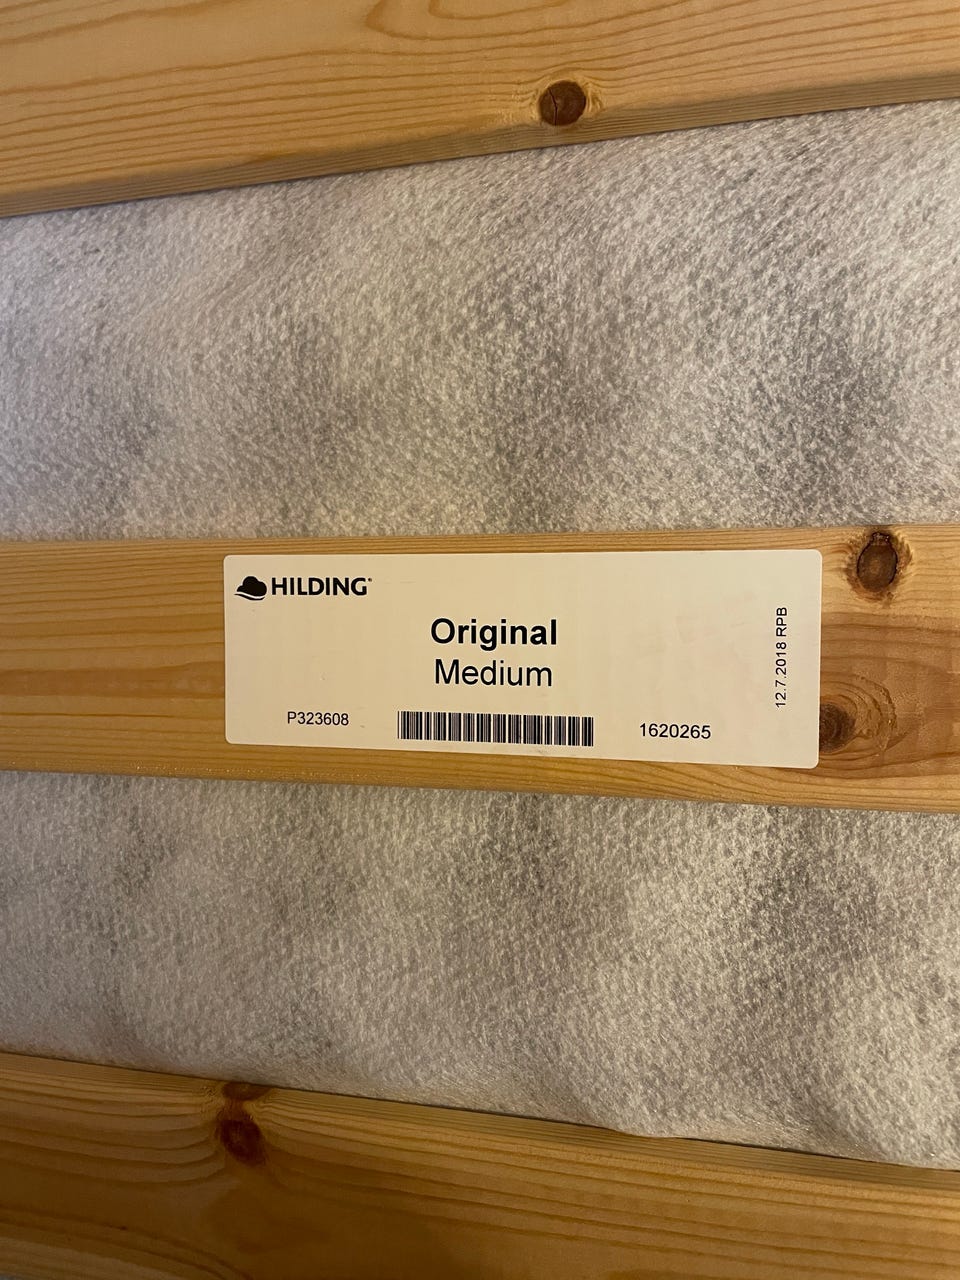 HILDING®
Original
Medium
P323608
1620265
12.7.2018 RPB